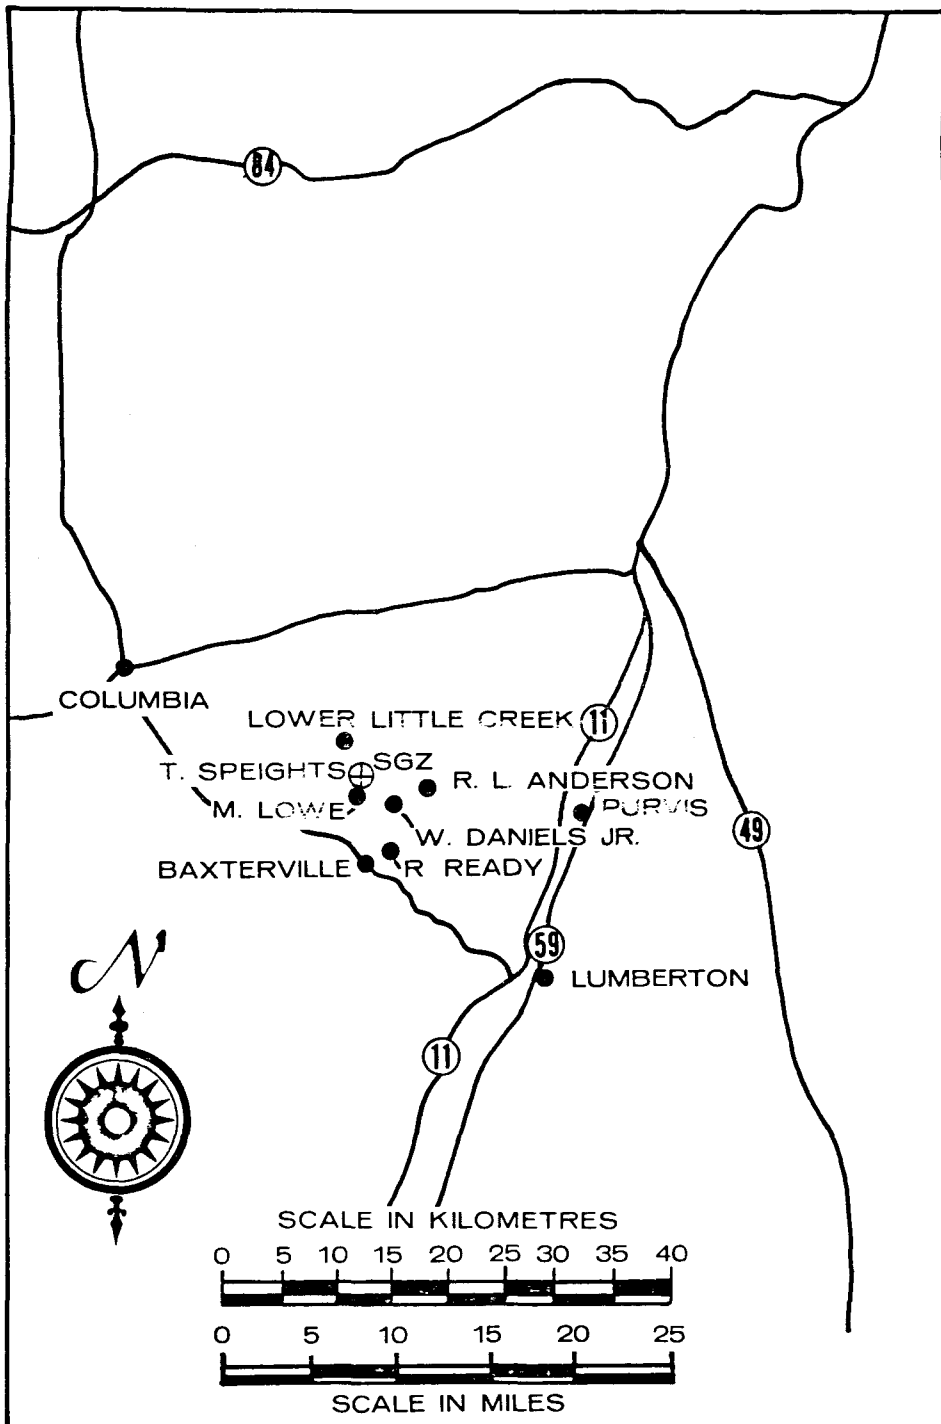 84
COLUMBIA
LOWER LITTLE CREEK
11
T. SPEIGHTS
SGZ
R. L. ANDERSON
M. LOWE
PURVIS
W. DANIELS JR.
49
BAXTERVILLE
R READY
N
59
LUMBERTON
11
SCALE IN KILOMETRES
0 5 10 15 20 25 30 35 40
0 5 10 15 20 25
SCALE IN MILES